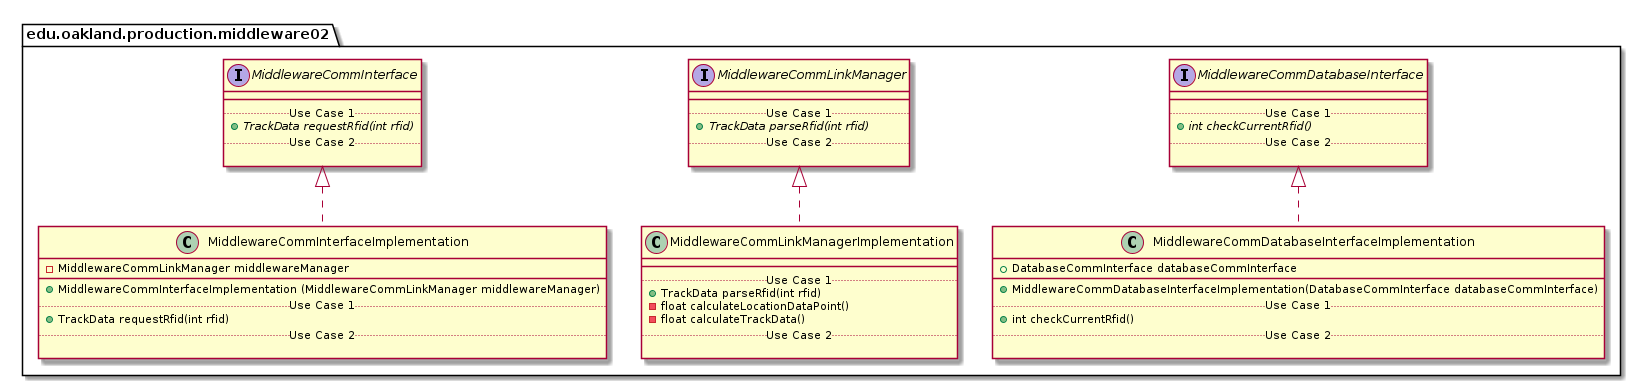 edu.oakland.production.middleware02
I MiddlewareCommInterface
Use Case 1
TrackData requestRfid(int rfid)
Use Case 2
I MiddlewareCommLinkManager
Use Case 1
TrackData parseRfid(int rfid)
Use Case 2
I MiddlewareCommDatabaseInterface
Use Case 1
int checkCurrentRfid()
Use Case 2
C MiddlewareCommInterfaceImplementation
MiddlewareCommLinkManager middlewareManager
MiddlewareCommInterfaceImplementation (MiddlewareCommLinkManager middlewareManager)
Use Case 1
TrackData requestRfid(int rfid)
Use Case 2
C MiddlewareCommLinkManagerImplementation
Use Case 1
TrackData parseRfid(int rfid)
float calculateLocationDataPoint()
float calculateTrackData()
Use Case 2
C MiddlewareCommDatabaseInterfaceImplementation
DatabaseCommInterface databaseCommInterface
MiddlewareCommDatabaseInterfaceImplementation(DatabaseCommInterface databaseCommInterface)
Use Case 1
int checkCurrentRfid()
Use Case 2